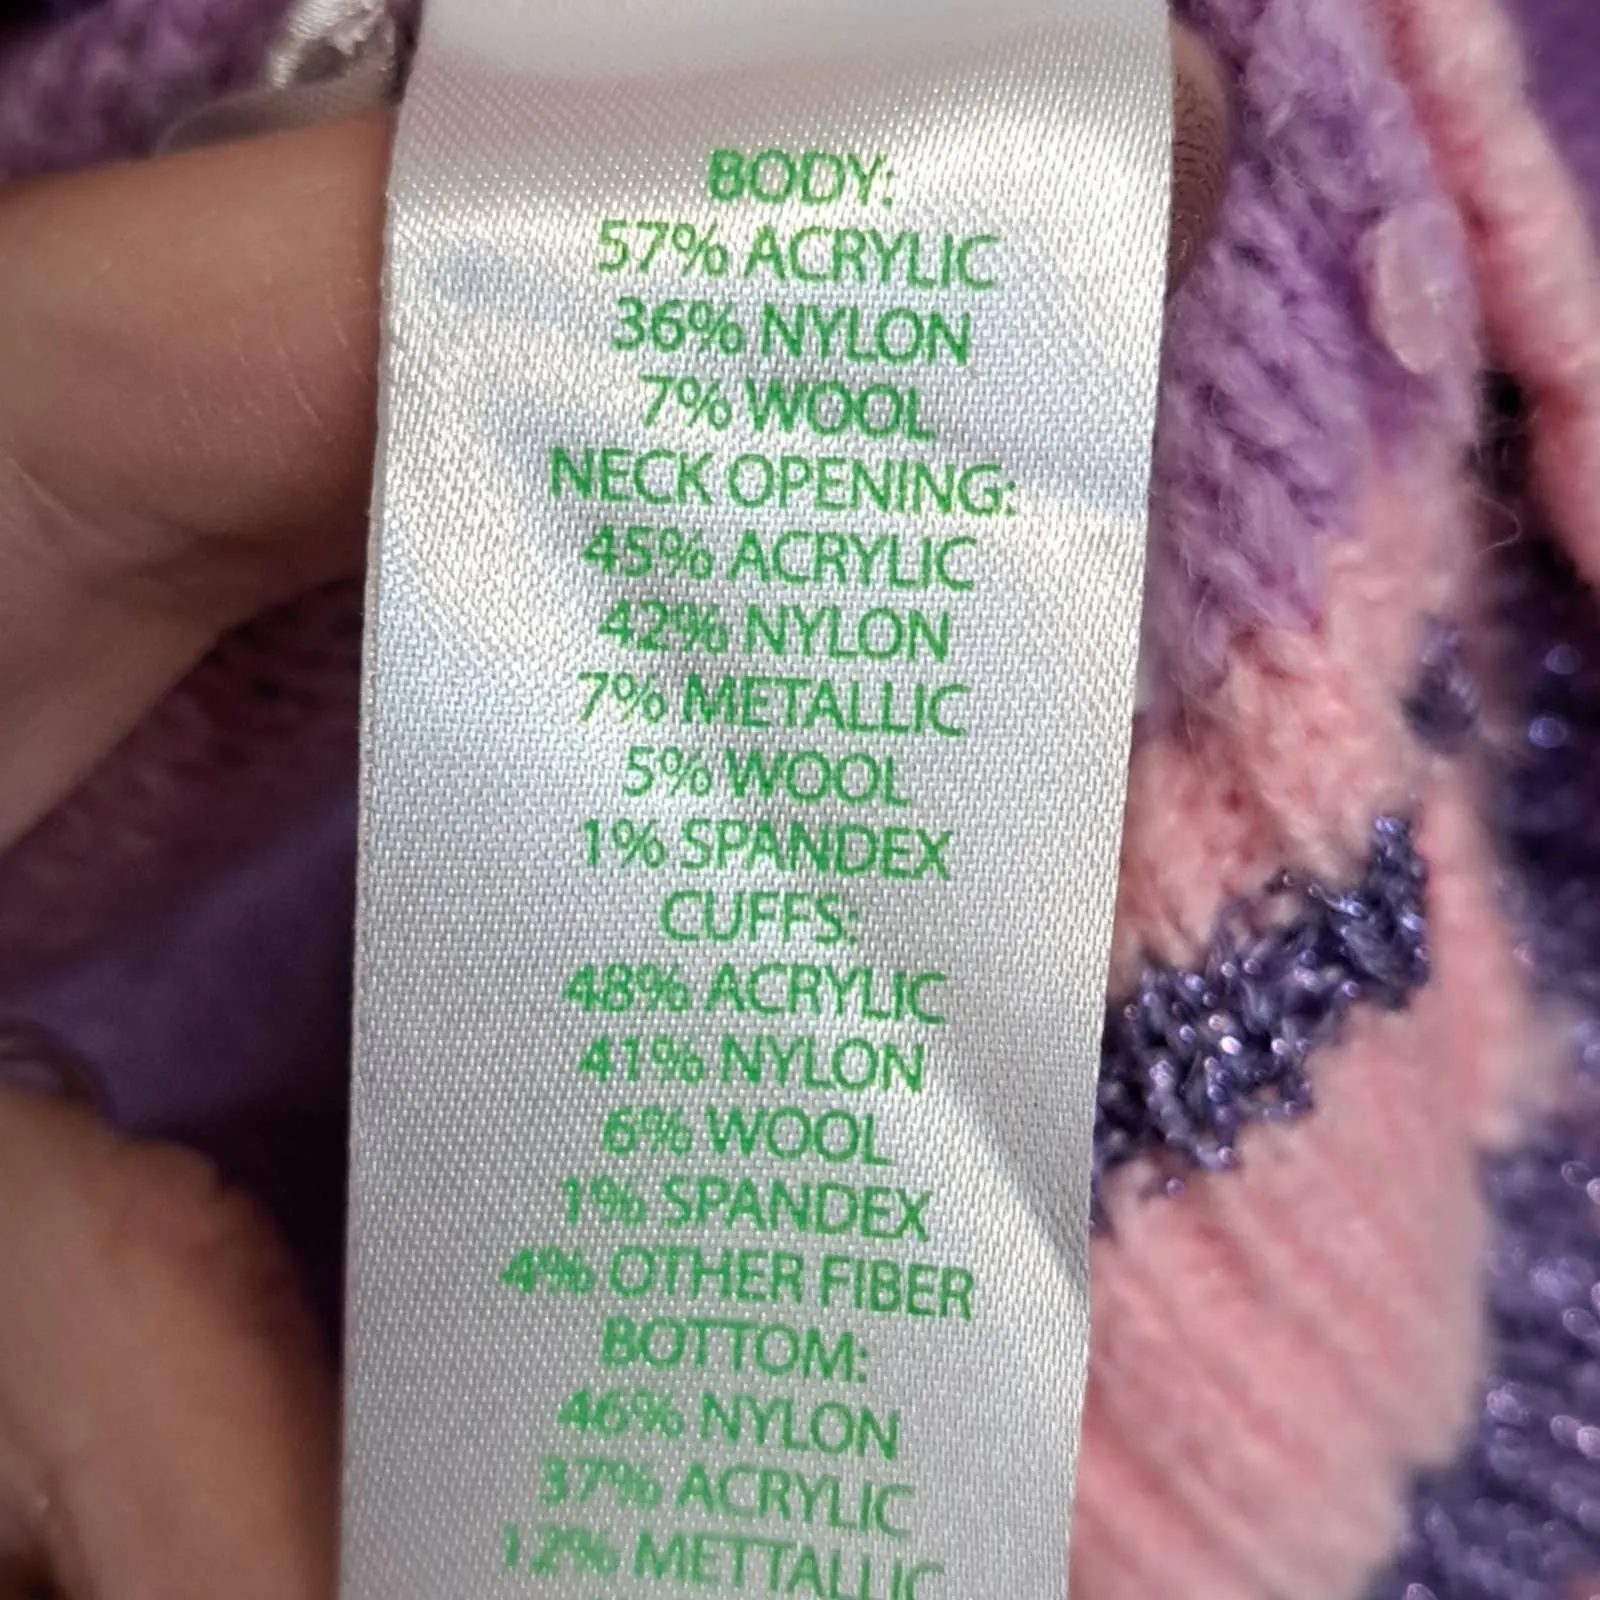 BODY:
57% ACRYLIC
36% NYLON
7% WOOL
NECK OPENING:
45% ACRYLIC
42% NYLON
7% METALLIC
5% WOOL
1% SPANDEX
CUFFS:
48% ACRYLIC
41% NYLON
6% WOOL
1% SPANDEX
4% OTHER FIBER
BOTTOM:
46% NYLON
37% ACRYLIC
12% METTALLIC